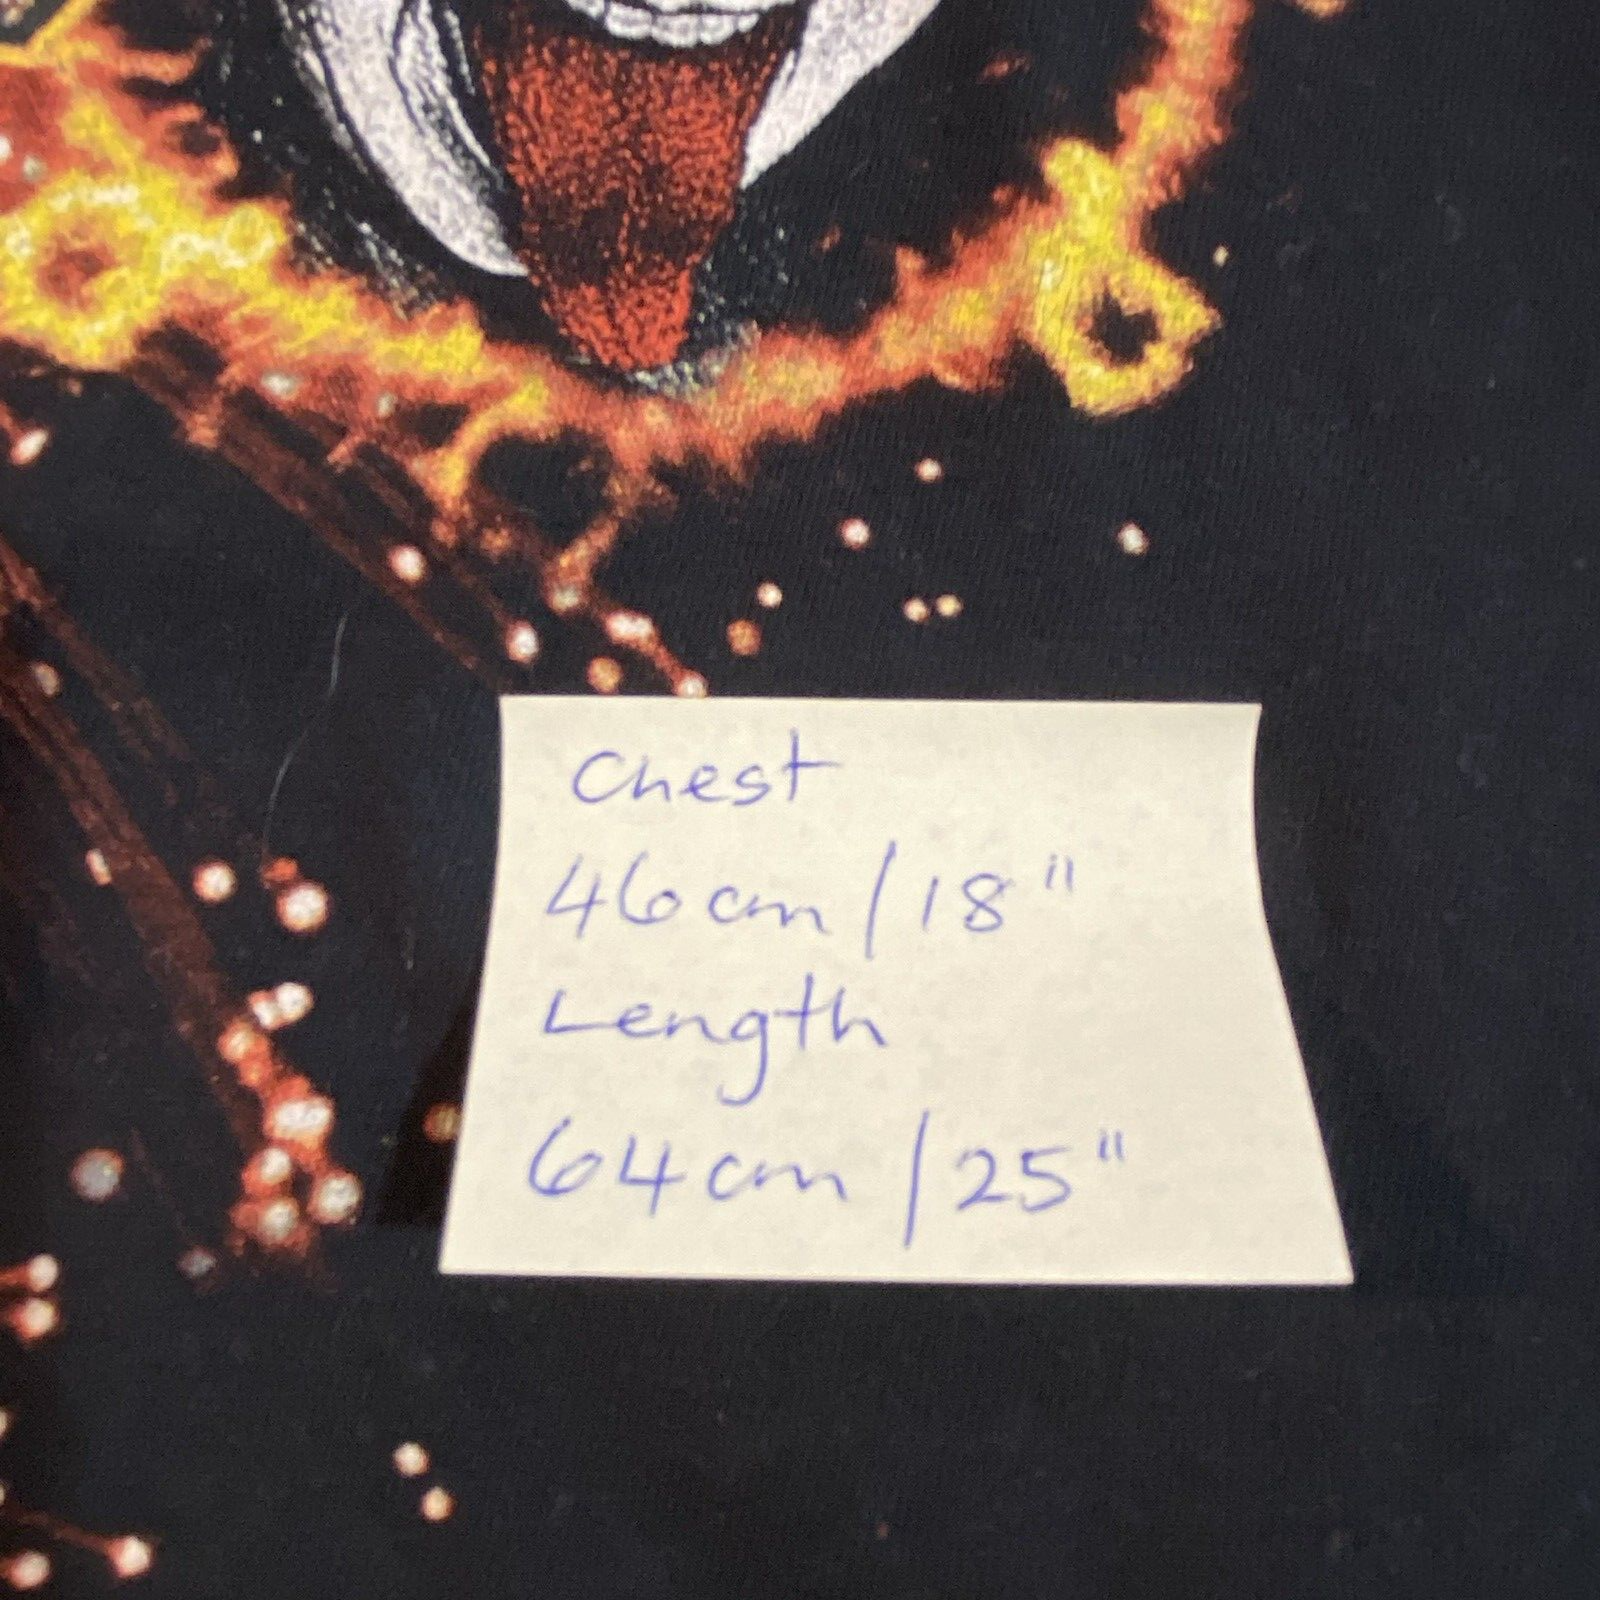 Chest
46cm/18"
Length
64cm/25"